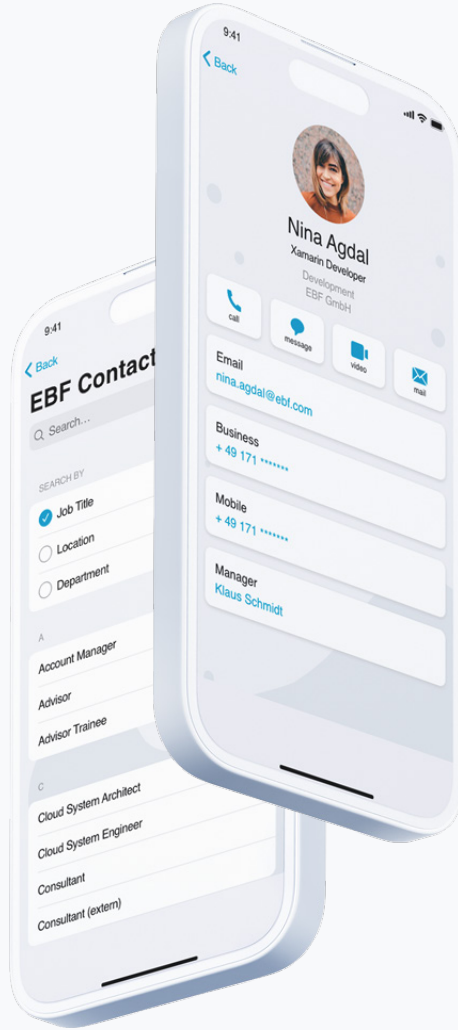 9:41
Back
Nina Agdal
Xamarin Developer
Development
EBF GmbH
call
message
video
mail
Email
nina.agdal@ebf.com
Business
+ 49 171 *******
Mobile
+ 49 171 *******
Manager
Klaus Schmidt
9:41
Back
EBF Contact
Search...
SEARCH BY
Job Title
Location
Department
A
Account Manager
Advisor
Advisor Trainee
C
Cloud System Architect
Cloud System Engineer
Consultant
Consultant (extern)